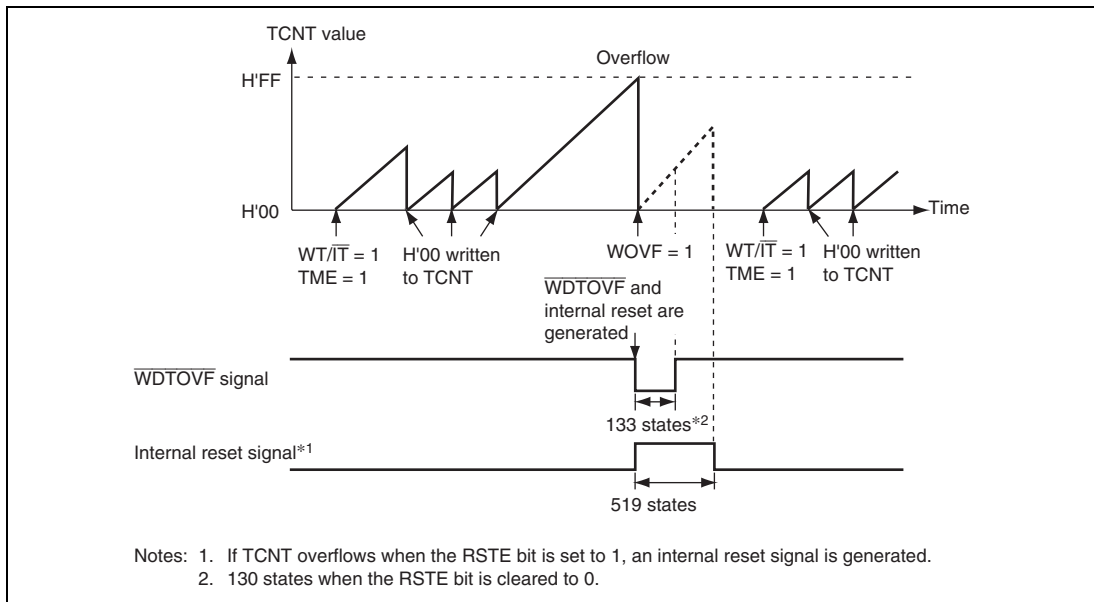 TCNT value
Overflow
H'FF
H'00
Time
WT/IT = 1
TME = 1
H'00 written
to TCNT
WOVF = 1
WT/IT = 1
TME = 1
H'00 written
to TCNT
WDTOVF and
internal reset are
generated
WDTOVF signal
133 states*2
Internal reset signal*1
519 states
Notes: 1. If TCNT overflows when the RSTE bit is set to 1, an internal reset signal is generated.
2. 130 states when the RSTE bit is cleared to 0.